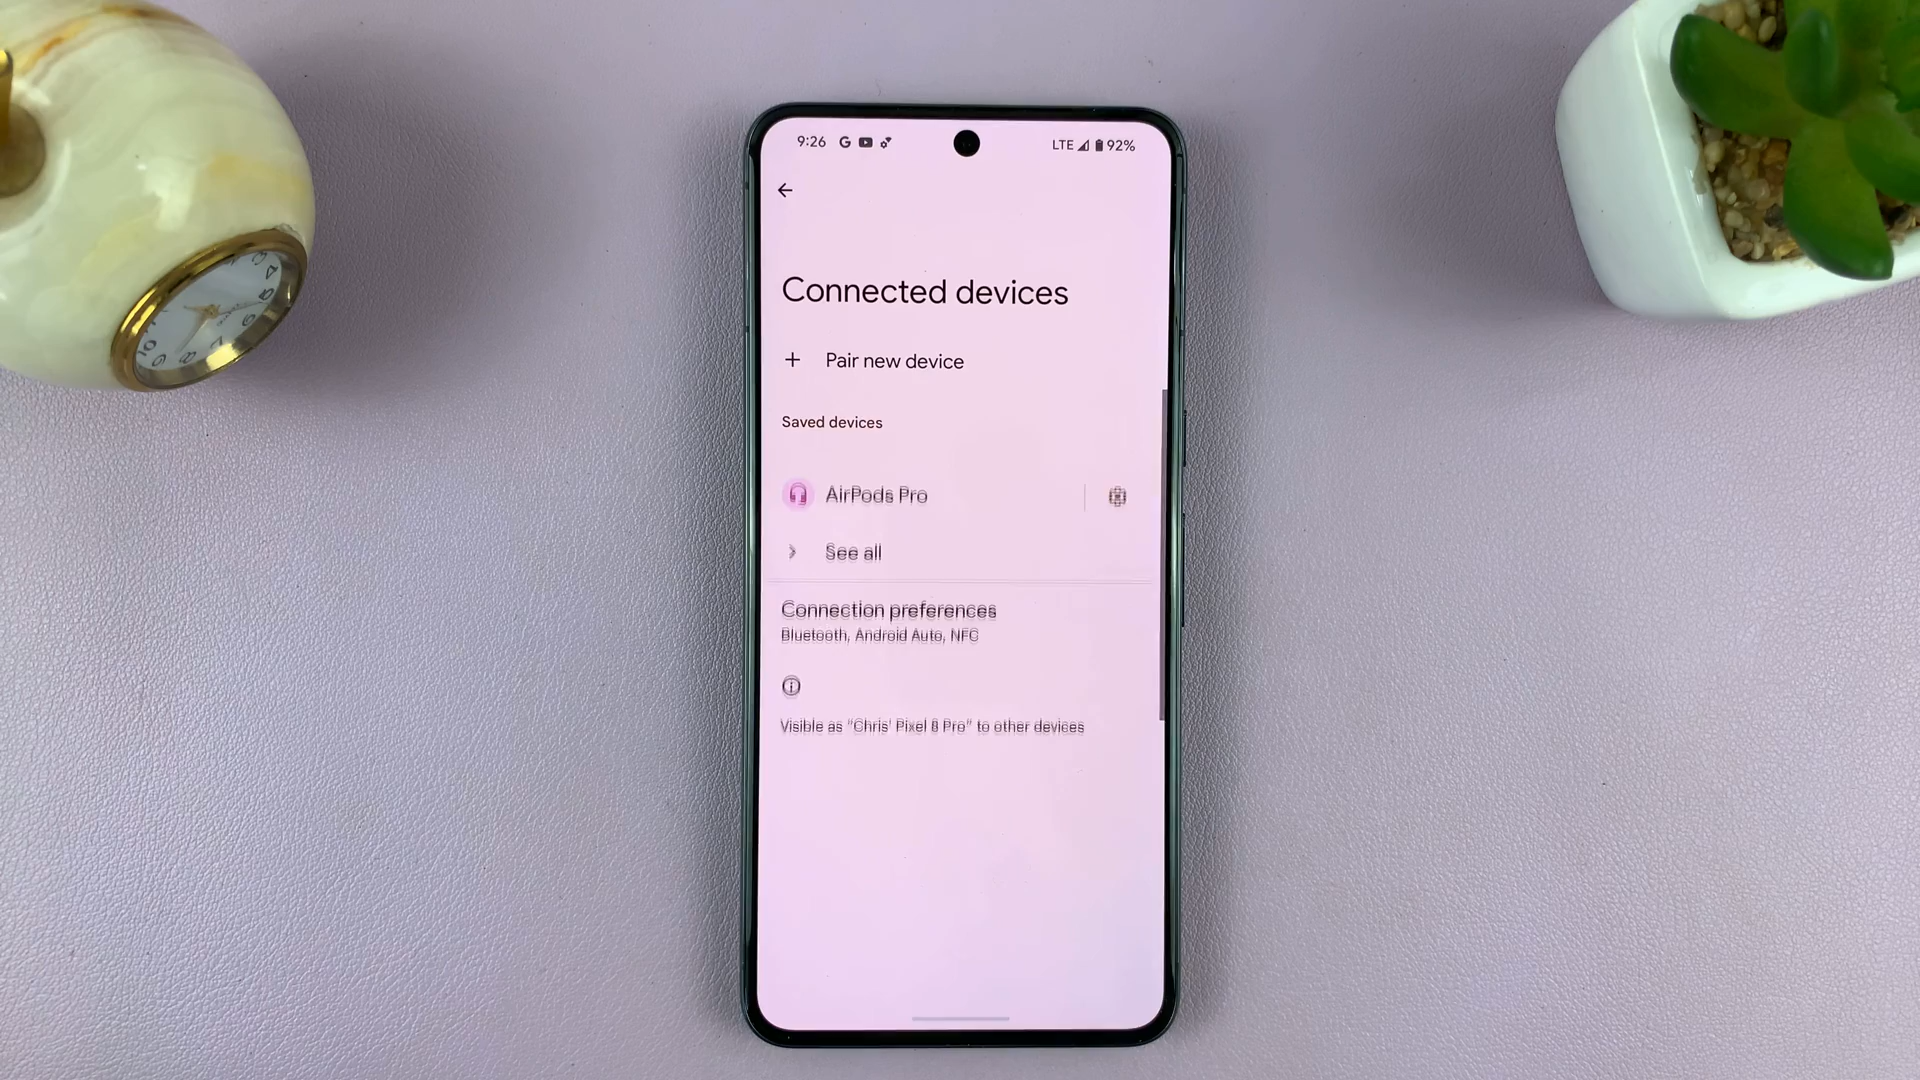 9:26 G LTE 92%
Connected devices
+ Pair new device
Saved devices
AirPods Pro
See all
Connection preferences
Bluetooth, Android Auto, NFC
Visible as "Chris' Pixel 8 Pro" to other devices